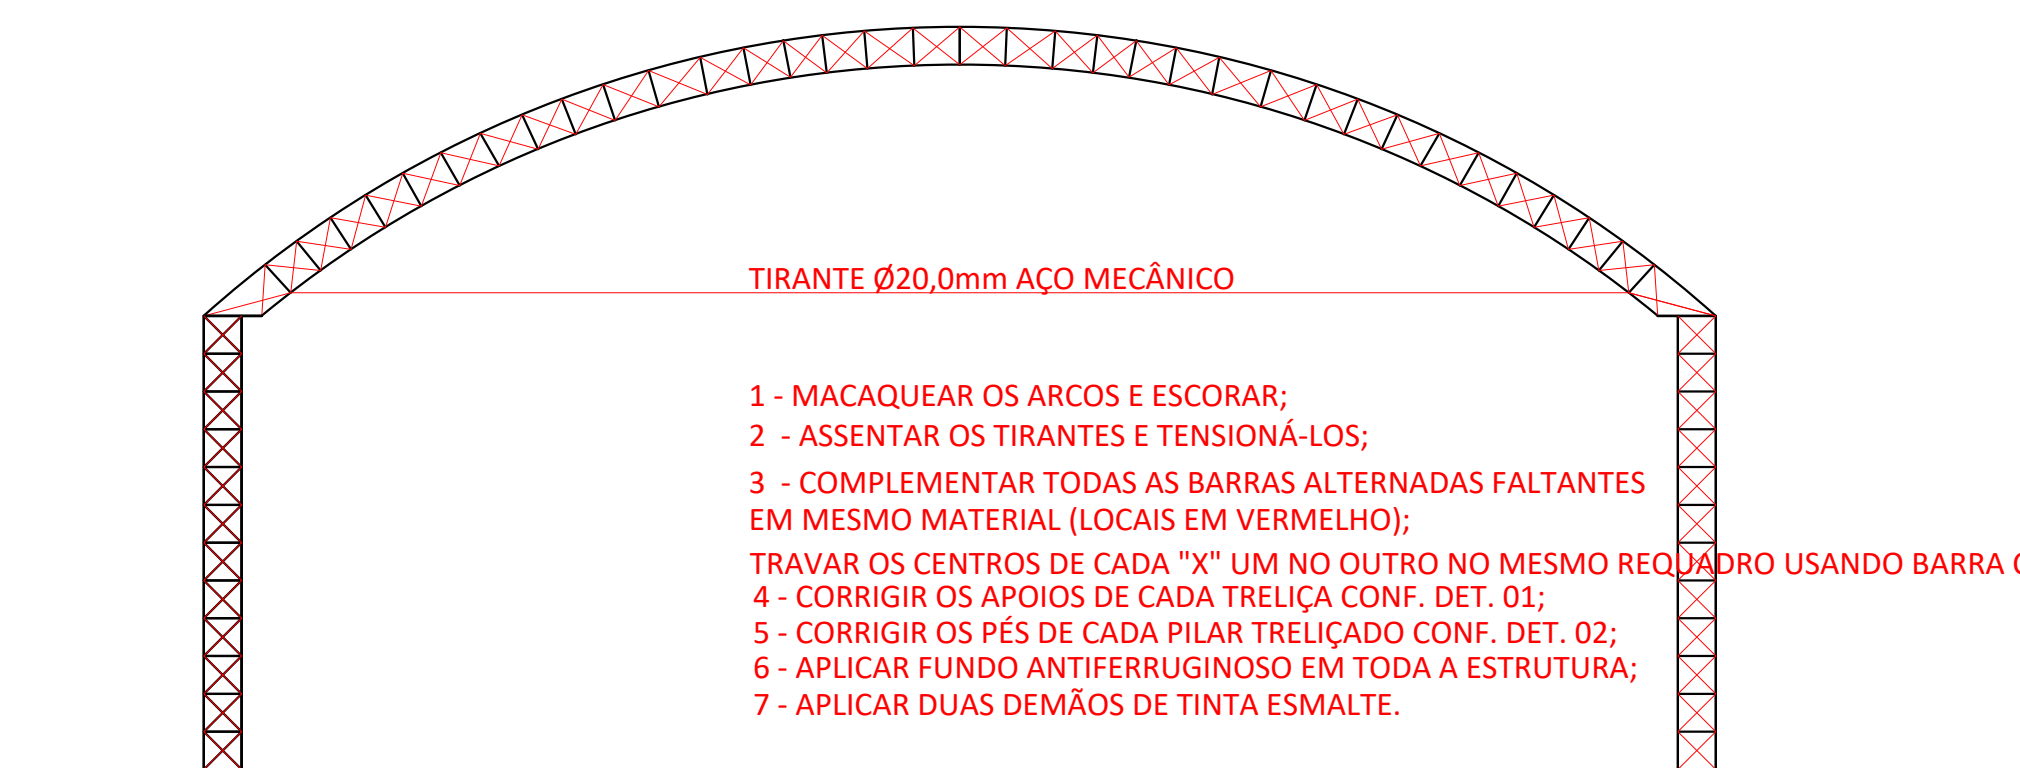 TIRANTE Ø20,0mm AÇO MECÂNICO
1 - MACAQUEAR OS ARCOS E ESCORAR;
2 - ASSENTAR OS TIRANTES E TENSIONÁ-LOS;
3 - COMPLEMENTAR TODAS AS BARRAS ALTERNADAS FALTANTES
EM MESMO MATERIAL (LOCAIS EM VERMELHO);
TRAVAR OS CENTROS DE CADA "X" UM NO OUTRO NO MESMO REQUADRO USANDO BARRA
4 - CORRIGIR OS APOIOS DE CADA TRELIÇA CONF. DET. 01;
5 - CORRIGIR OS PÉS DE CADA PILAR TRELIÇADO CONF. DET. 02;
6 - APLICAR FUNDO ANTIFERRUGINOSO EM TODA A ESTRUTURA;
7 - APLICAR DUAS DEMÃOS DE TINTA ESMALTE.